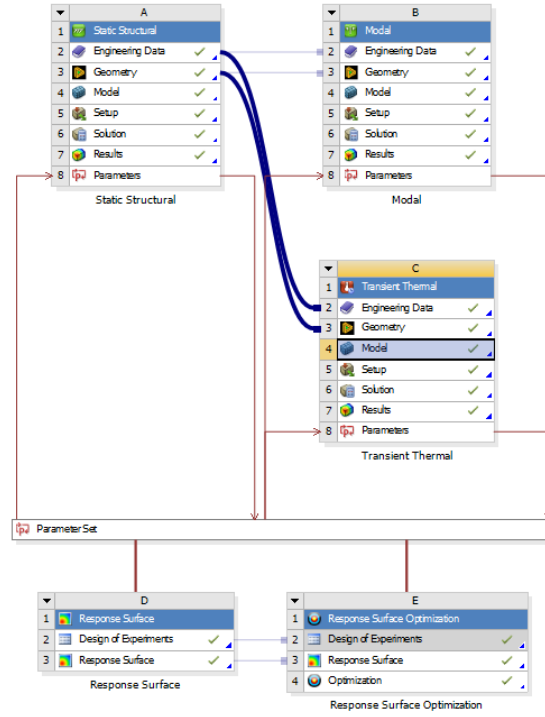 A
1 Static Structural
2 Engineering Data
3 Geometry
4 Model
5 Setup
6 Solution
7 Results
8 Parameters
Static Structural
B
1 Modal
2 Engineering Data
3 Geometry
4 Model
5 Setup
6 Solution
7 Results
8 Parameters
Modal
C
1 Transient Thermal
2 Engineering Data
3 Geometry
4 Model
5 Setup
6 Solution
7 Results
8 Parameters
Transient Thermal
Parameter Set
D
1 Response Surface
2 Design of Experiments
3 Response Surface
Response Surface
E
1 Response Surface Optimization
2 Design of Experiments
3 Response Surface
4 Optimization
Response Surface Optimization